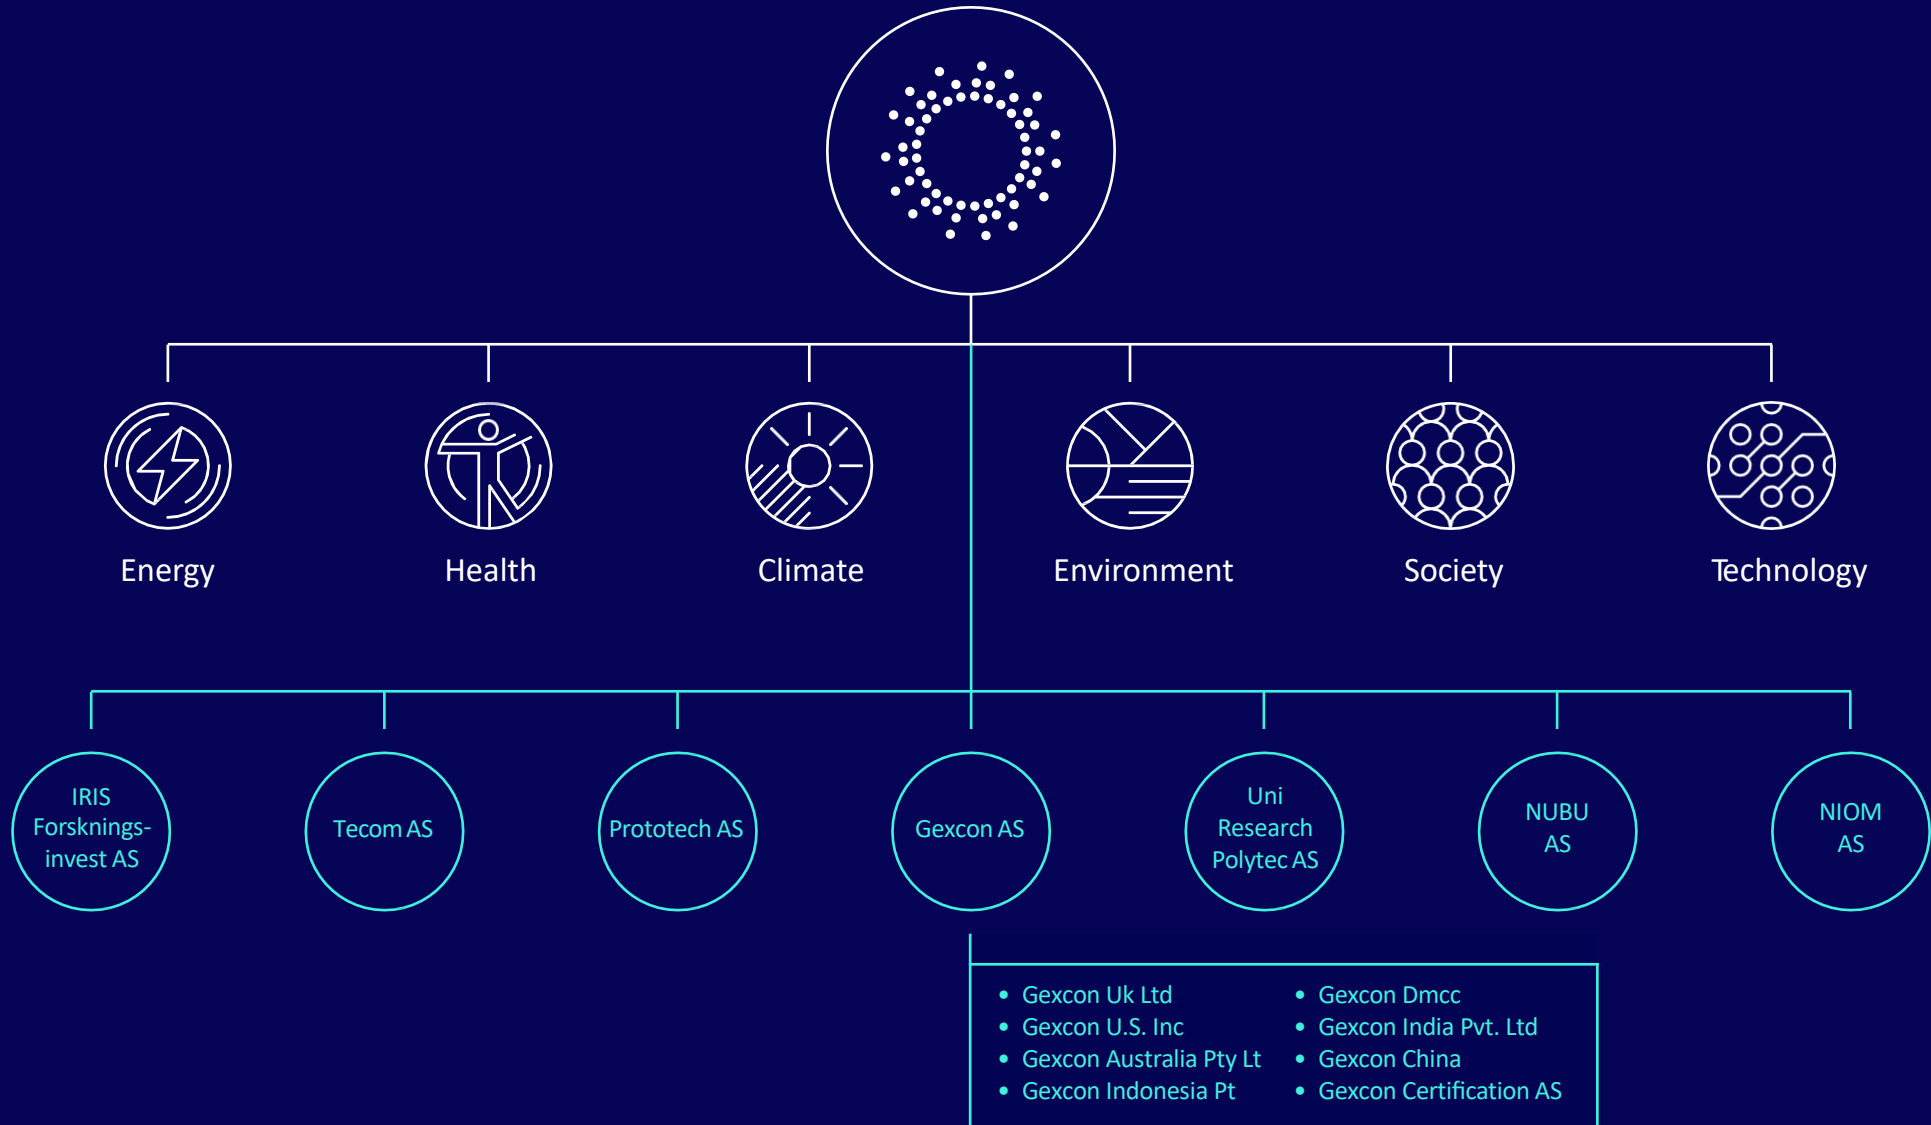 Energy
Health
Climate
Environment
Society
Technology
IRIS
Forsknings-
invest AS
Tecom AS
Prototech AS
Gexcon AS
Uni
Research
Polytec AS
NUBU
AS
NIOM
AS
• Gexcon Uk Ltd
• Gexcon U.S. Inc
• Gexcon Australia Pty Lt
• Gexcon Indonesia Pt
• Gexcon Dmcc
• Gexcon India Pvt. Ltd
• Gexcon China
• Gexcon Certification AS